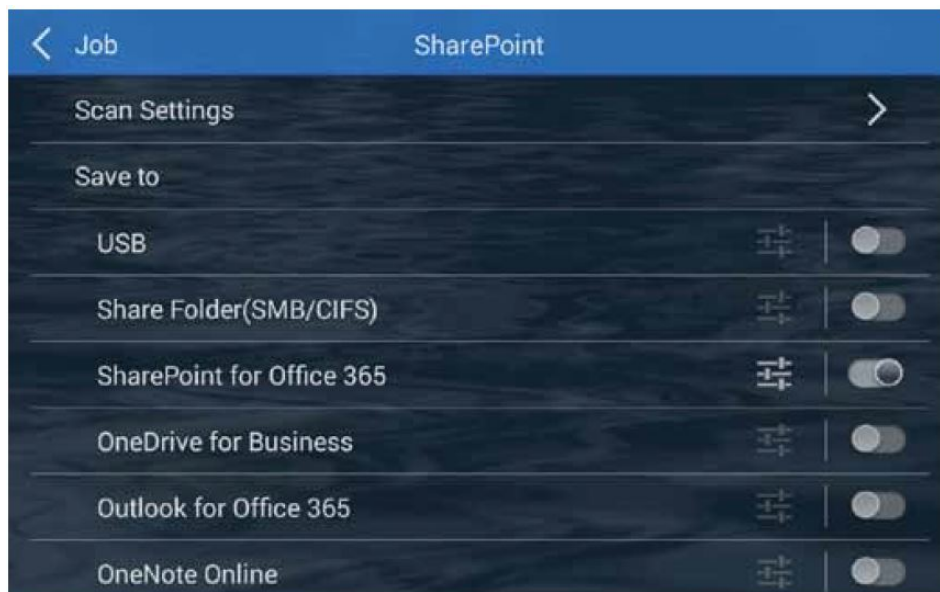 Job SharePoint
Scan Settings
Save to
USB
Share Folder(SMB/CIFS)
SharePoint for Office 365
OneDrive for Business
Outlook for Office 365
OneNote Online